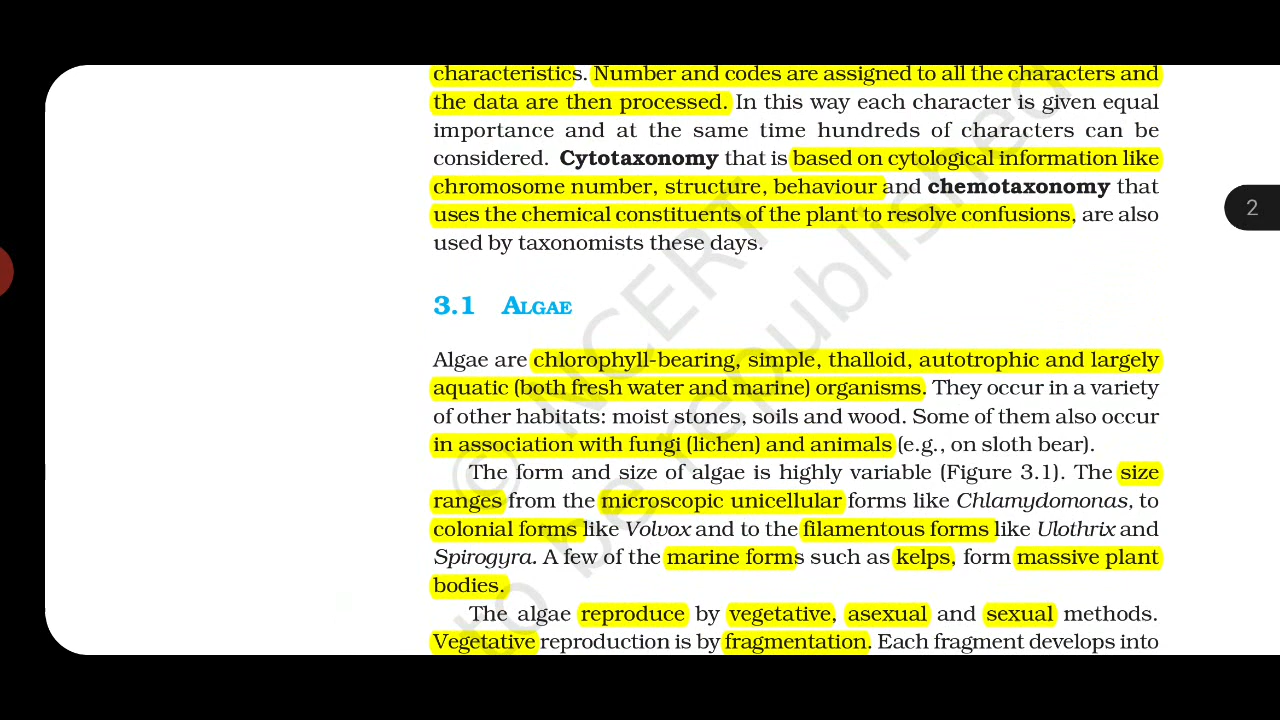 characteristics. Number and codes are assigned to all the characters and
the data are then processed. In this way each character is given equal
importance and at the same time hundreds of characters can be
considered. Cytotaxonomy that is based on cytological information like
chromosome number, structure, behaviour and chemotaxonomy that
uses the chemical constituents of the plant to resolve confusions, are also
used by taxonomists these days.
2
3.1 ALGAE
Algae are chlorophyll-bearing, simple, thalloid, autotrophic and largely
aquatic (both fresh water and marine) organisms. They occur in a variety
of other habitats: moist stones, soils and wood. Some of them also occur
in association with fungi (lichen) and animals (e.g., on sloth bear).
The form and size of algae is highly variable (Figure 3.1). The size
ranges from the microscopic unicellular forms like Chlamydomonas, to
colonial forms like Volvox and to the filamentous forms like Ulothrix and
Spirogyra. A few of the marine forms such as kelps, form massive plant
bodies.
The algae reproduce by vegetative, asexual and sexual methods.
Vegetative reproduction is by fragmentation. Each fragment develops into
© NCERT
to be republished